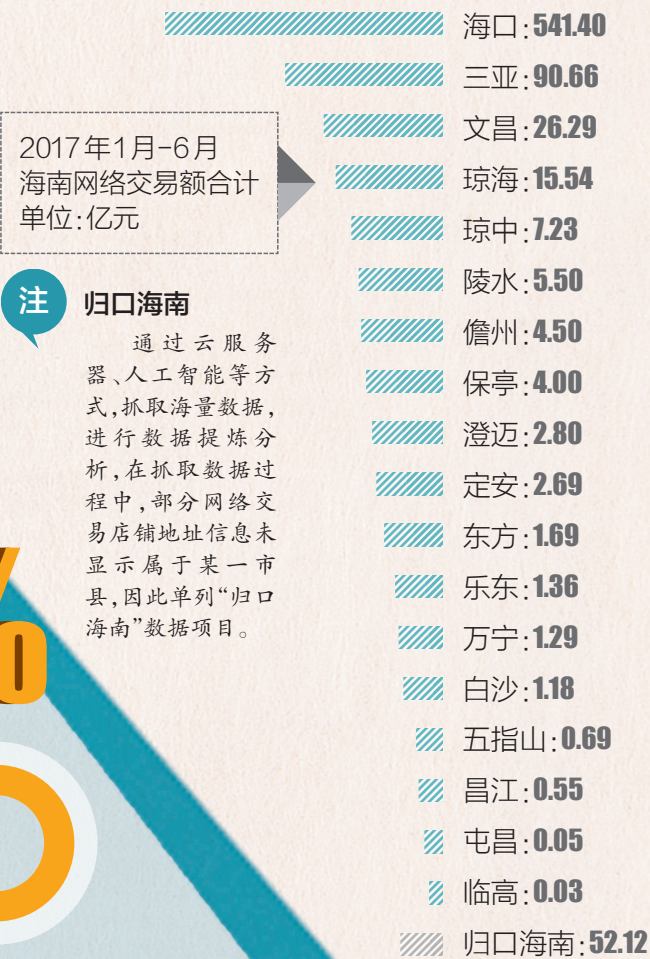 2017年1月-6月
海南网络交易额合计
单位:亿元
注
归口海南
通过云服务
器、人工智能等方
式,抓取海量数据,
进行数据提炼分
析,在抓取数据过
程中,部分网络交
易店铺地址信息未
显示属于某一市
县,因此单列“归口
海南”数据项目。
海口:541.40
三亚:90.66
文昌:26.29
琼海:15.54
琼中:7.23
陵水:5.50
儋州:4.50
保亭:4.00
澄迈:2.80
定安:2.69
东方:1.69
乐东:1.36
万宁:1.29
白沙:1.18
五指山:0.69
昌江:0.55
屯昌:0.05
临高:0.03
归口海南:52.12